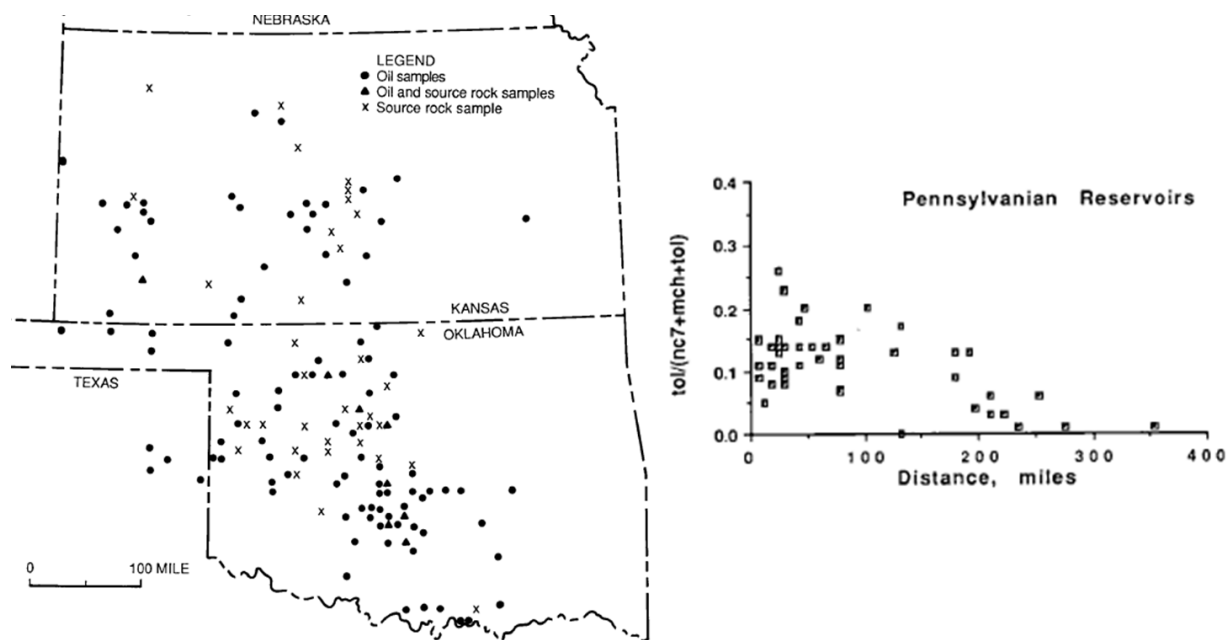 NEBRASKA
LEGEND
Oil samples
Oil and source rock samples
x Source rock sample
KANSAS
OKLAHOMA
TEXAS
0 100 MILE
Pennsylvanian Reservoirs
tol/(nc7+mch+tol)
0.4
0.3
0.2
0.1
0.0
0 100 200 300 400
Distance, miles